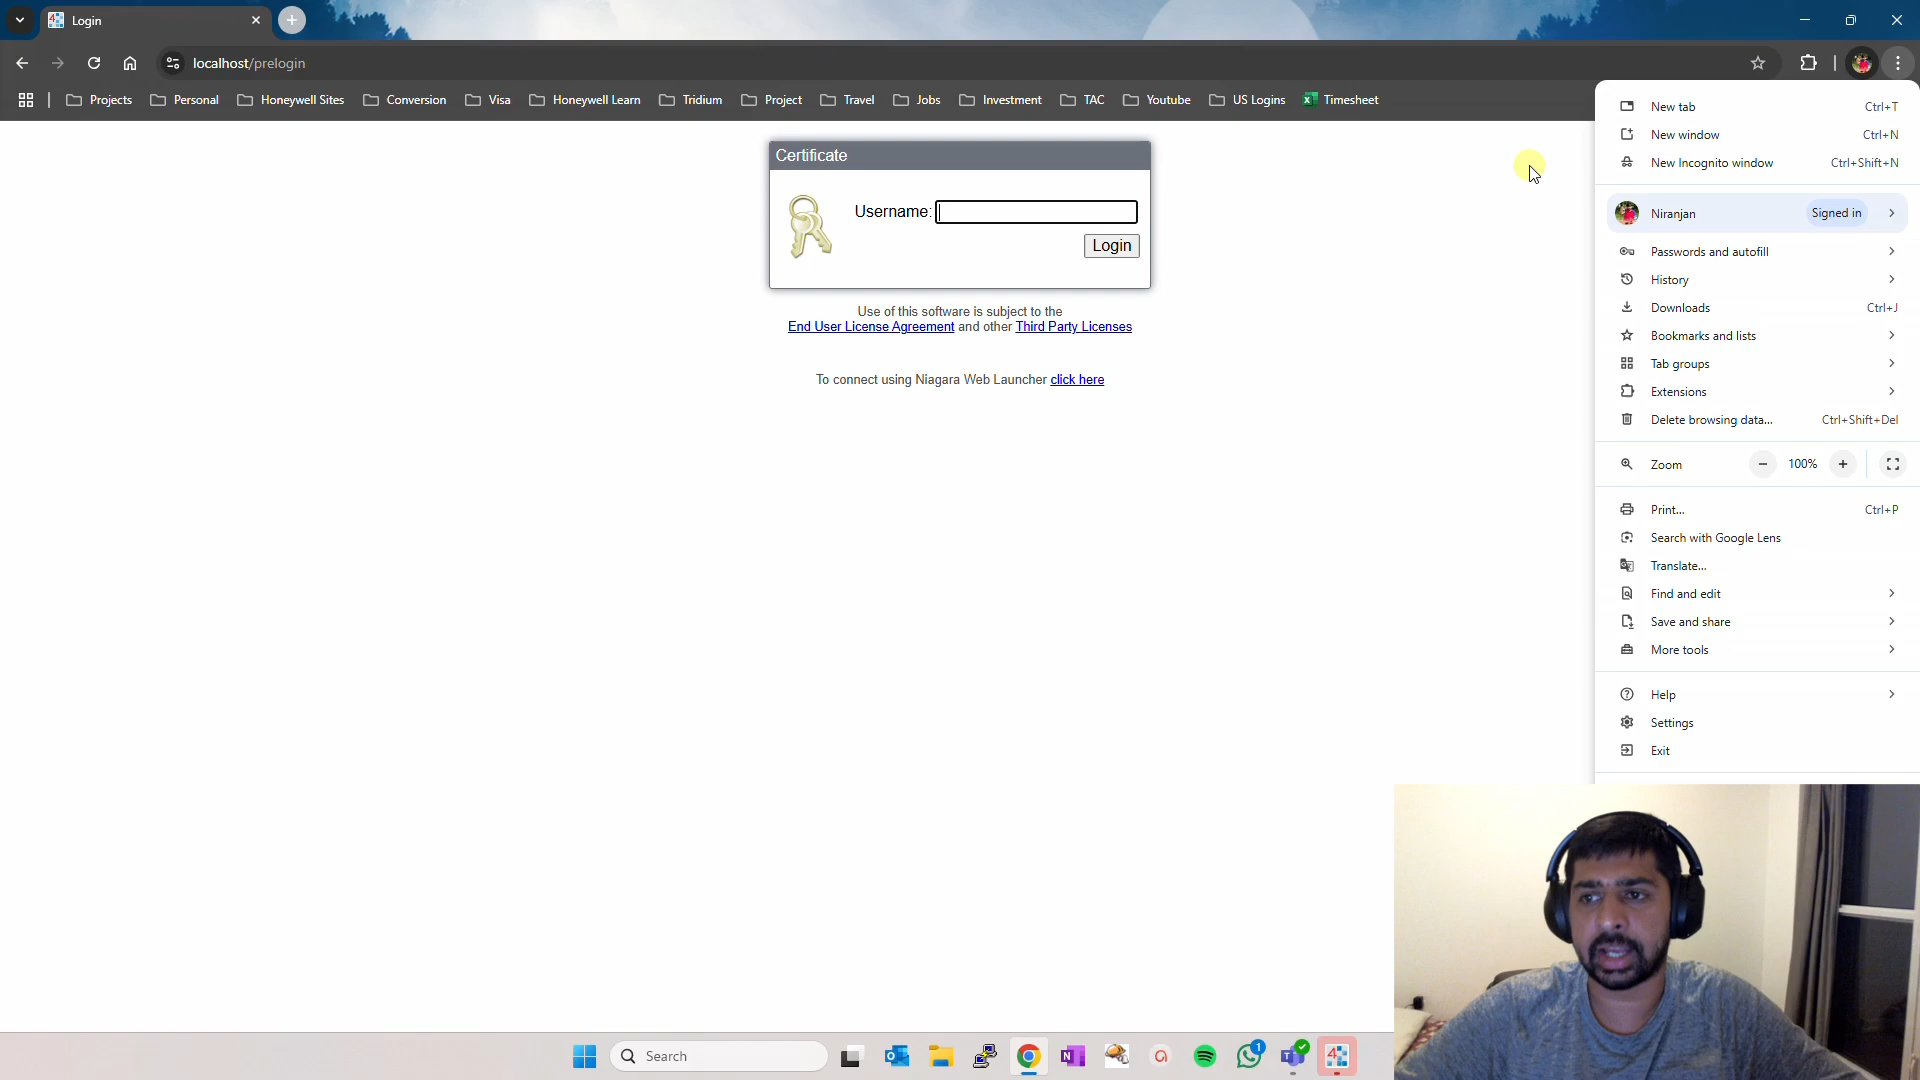 Login
localhost/prelogin
Projects Personal Honeywell Sites Conversion Visa Honeywell Learn Tridium Project Travel Jobs Investment TAC Youtube US Logins Timesheet
New tab Ctrl+T
New window Ctrl+N
New Incognito window Ctrl+Shift+N
Niranjan Signed in
Passwords and autofill
History
Downloads Ctrl+J
Bookmarks and lists
Tab groups
Extensions
Delete browsing data... Ctrl+Shift+Del
Zoom − 100% +
Print... Ctrl+P
Search with Google Lens
Translate...
Find and edit
Save and share
More tools
Help
Settings
Exit
Certificate
Username:
Login
Use of this software is subject to the
End User License Agreement and other Third Party Licenses
To connect using Niagara Web Launcher click here
Search
1